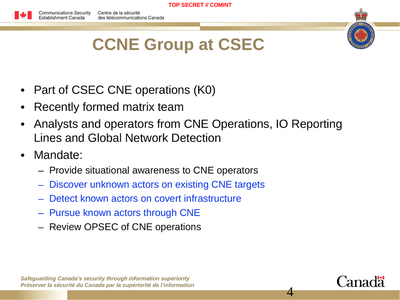 TOP SECRET // COMINT
Communications Security Centre de la sécurité
Establishment Canada des télécommunications Canada
CCNE Group at CSEC
• Part of CSEC CNE operations (K0)
• Recently formed matrix team
• Analysts and operators from CNE Operations, IO Reporting
Lines and Global Network Detection
• Mandate:
– Provide situational awareness to CNE operators
– Discover unknown actors on existing CNE targets
– Detect known actors on covert infrastructure
– Pursue known actors through CNE
– Review OPSEC of CNE operations
Safeguarding Canada's security through information superiority
Préserver la sécurité du Canada par la supériorité de l'information
Canada
4